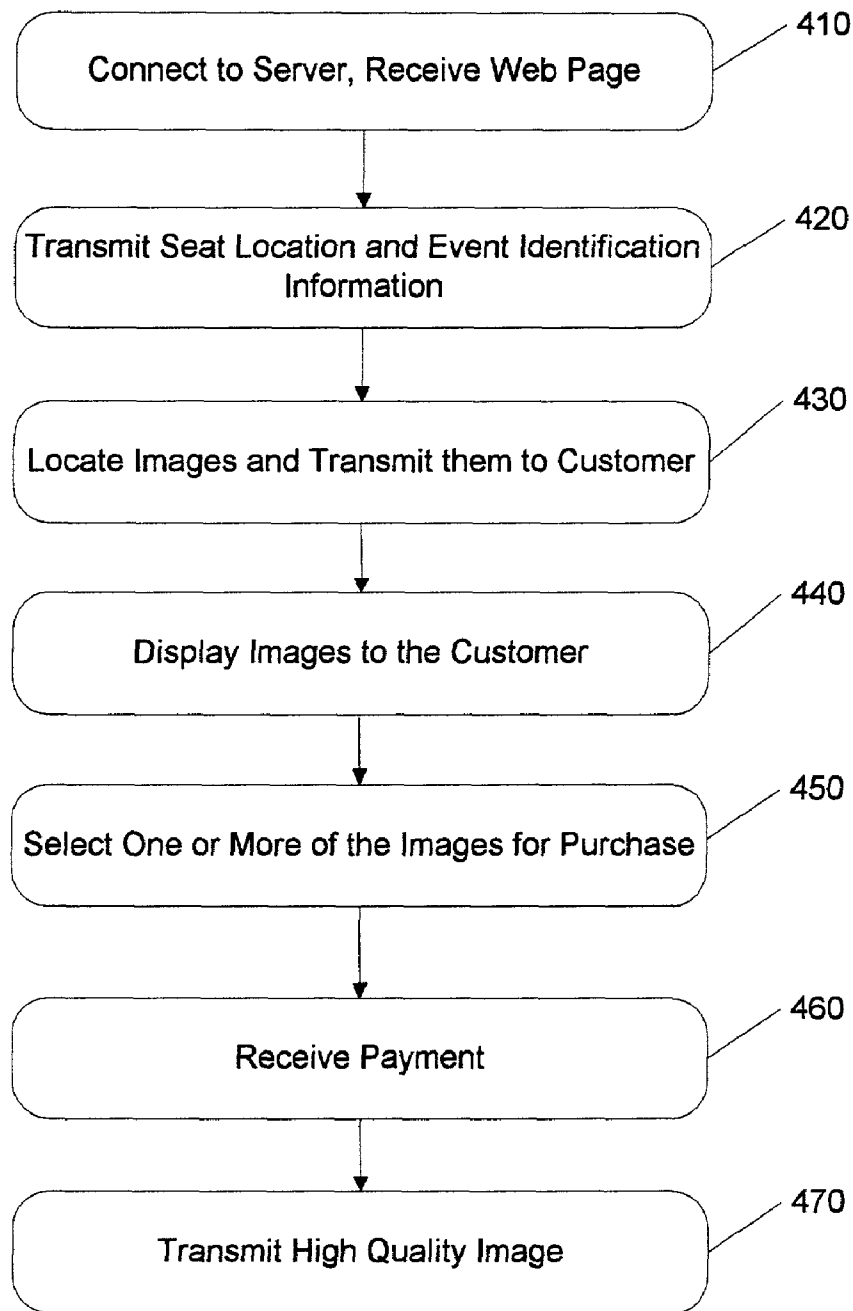 410
Connect to Server, Receive Web Page
420
Transmit Seat Location and Event Identification
Information
430
Locate Images and Transmit them to Customer
440
Display Images to the Customer
450
Select One or More of the Images for Purchase
460
Receive Payment
470
Transmit High Quality Image